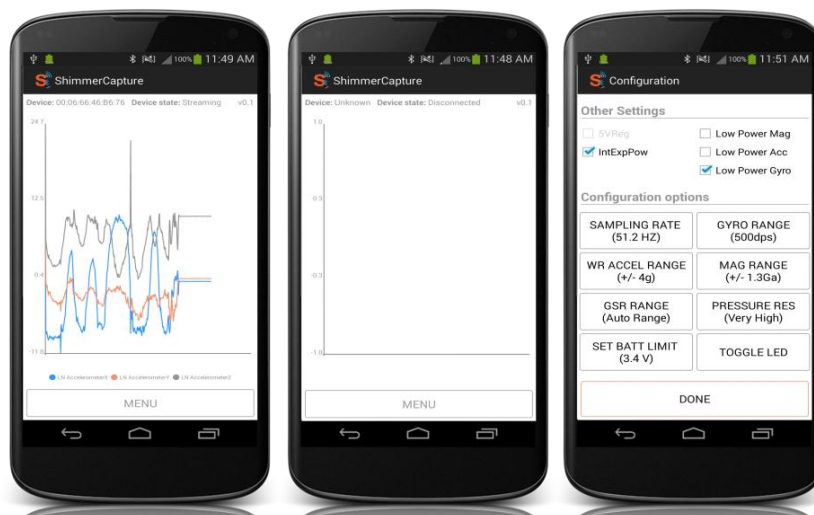 100% 11:49 AM
ShimmerCapture
Device: 00:06:66:46:B6:76 Device state: Streaming v0.1
24.7
12.5
0.4
-11.8
LN AccelerometerX LN AccelerometerY LN AccelerometerZ
MENU
100% 11:48 AM
ShimmerCapture
Device: Unknown Device state: Disconnected v0.1
1.0
0.3
-0.3
-1.0
MENU
100% 11:51 AM
Configuration
Other Settings
5VReg
Low Power Mag
IntExpPow
Low Power Acc
Low Power Gyro
Configuration options
SAMPLING RATE
(51.2 HZ)
GYRO RANGE
(500dps)
WR ACCEL RANGE
(+/- 4g)
MAG RANGE
(+/- 1.3Ga)
GSR RANGE
(Auto Range)
PRESSURE RES
(Very High)
SET BATT LIMIT
(3.4 V)
TOGGLE LED
DONE